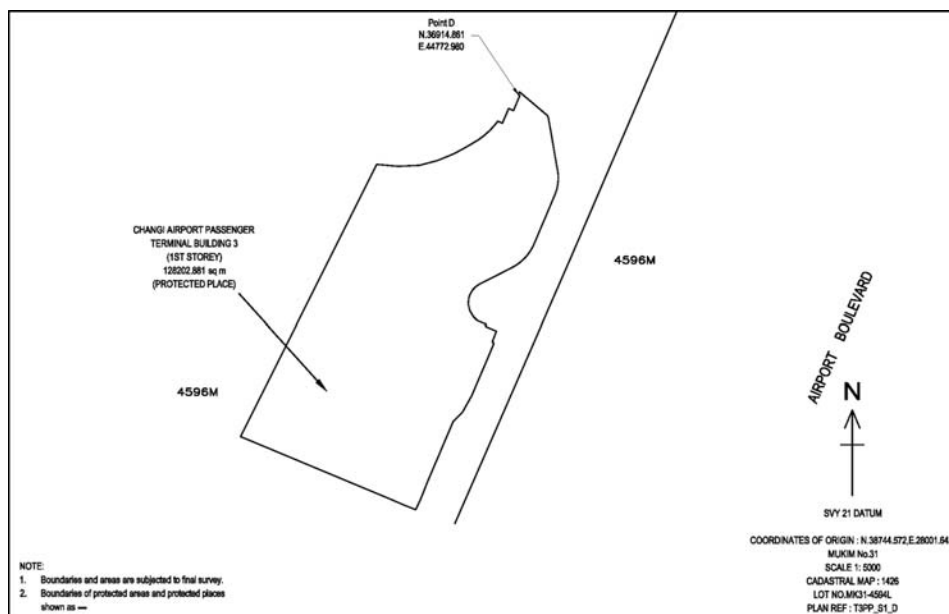 Point D
N.36914.861
E.44772.960
CHANGI AIRPORT PASSENGER
TERMINAL BUILDING 3
(1ST STOREY)
128202.881 sq m
(PROTECTED PLACE)
4596M
4596M
AIRPORT BOULEVARD
N
SVY 21 DATUM
COORDINATES OF ORIGIN : N.38744.572,E.28001.64
MUKIM No.31
SCALE 1: 5000
CADASTRAL MAP : 1426
LOT NO.MK31-4594L
PLAN REF : T3PP_S1_D
NOTE:
1. Boundaries and areas are subjected to final survey.
2. Boundaries of protected areas and protected places
shown as —